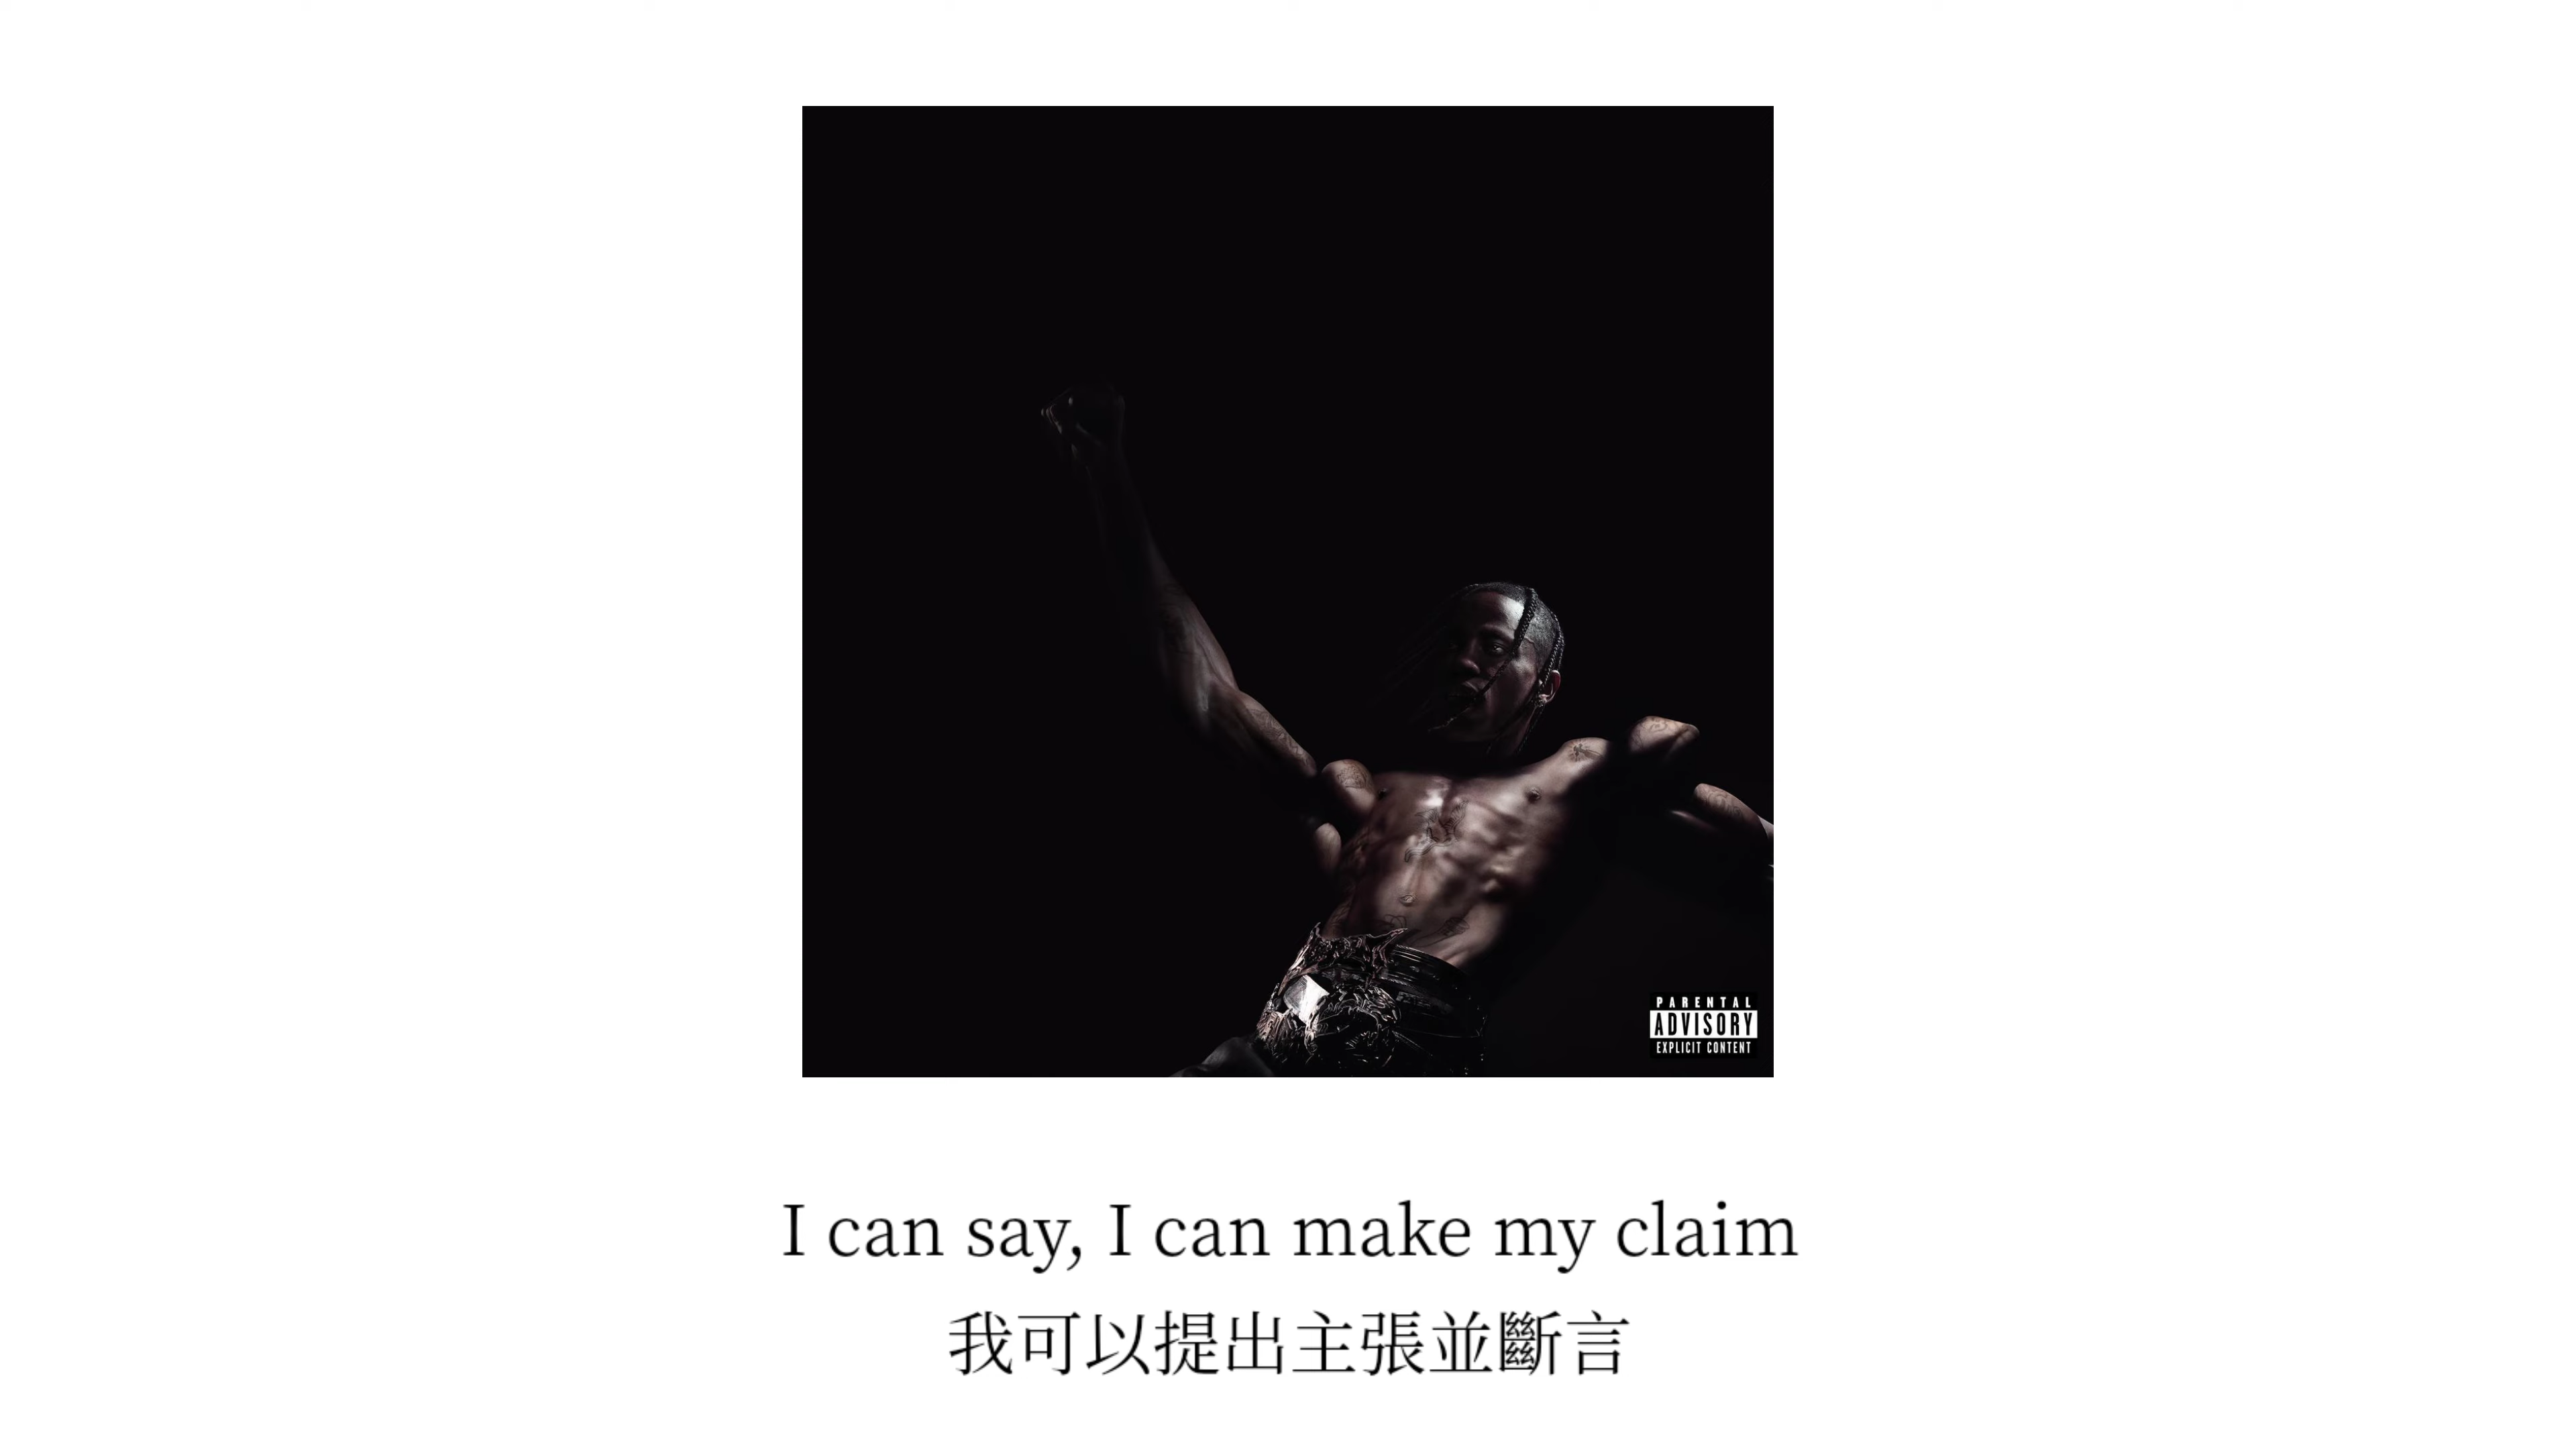 PARENTAL
ADVISORY
EXPLICIT CONTENT
I can say, I can make my claim
我可以提出主張並斷言